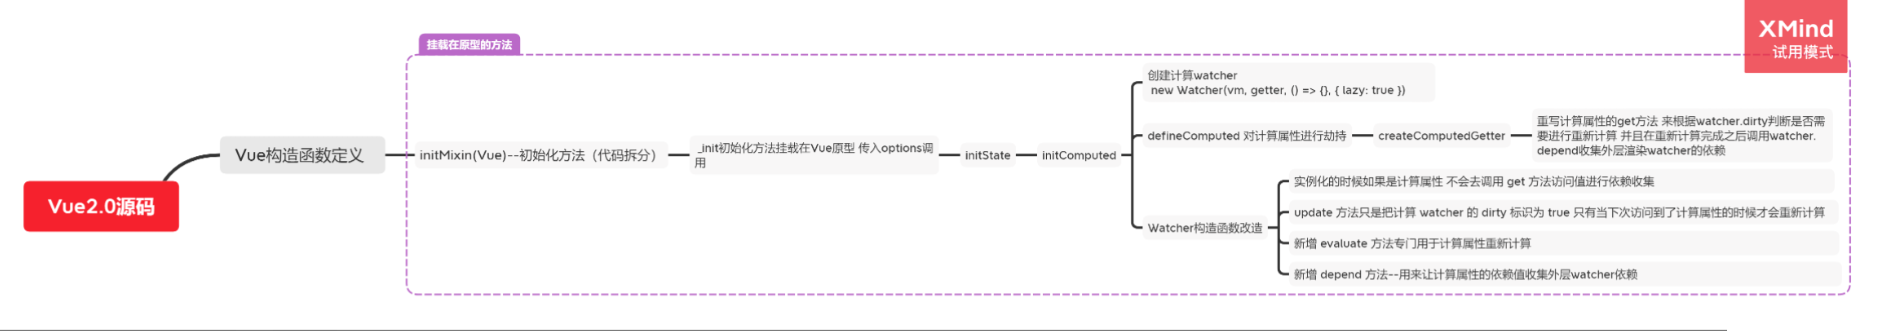 XMind
试用模式
挂载在原型的方法
Vue2.0源码
Vue构造函数定义
initMixin(Vue)--初始化方法（代码拆分）
_init初始化方法挂载在Vue原型 传入options调
用
initState
initComputed
创建计算watcher
new Watcher(vm, getter, () => {}, { lazy: true })
defineComputed 对计算属性进行劫持
createComputedGetter
重写计算属性的get方法 来根据watcher.dirty判断是否需
要进行重新计算 并且在重新计算完成之后调用watcher.
depend收集外层渲染watcher的依赖
Watcher构造函数改造
实例化的时候如果是计算属性 不会去调用 get 方法访问值进行依赖收集
update 方法只是把计算 watcher 的 dirty 标识为 true 只有当下次访问到了计算属性的时候才会重新计算
新增 evaluate 方法专门用于计算属性重新计算
新增 depend 方法--用来让计算属性的依赖值收集外层watcher依赖